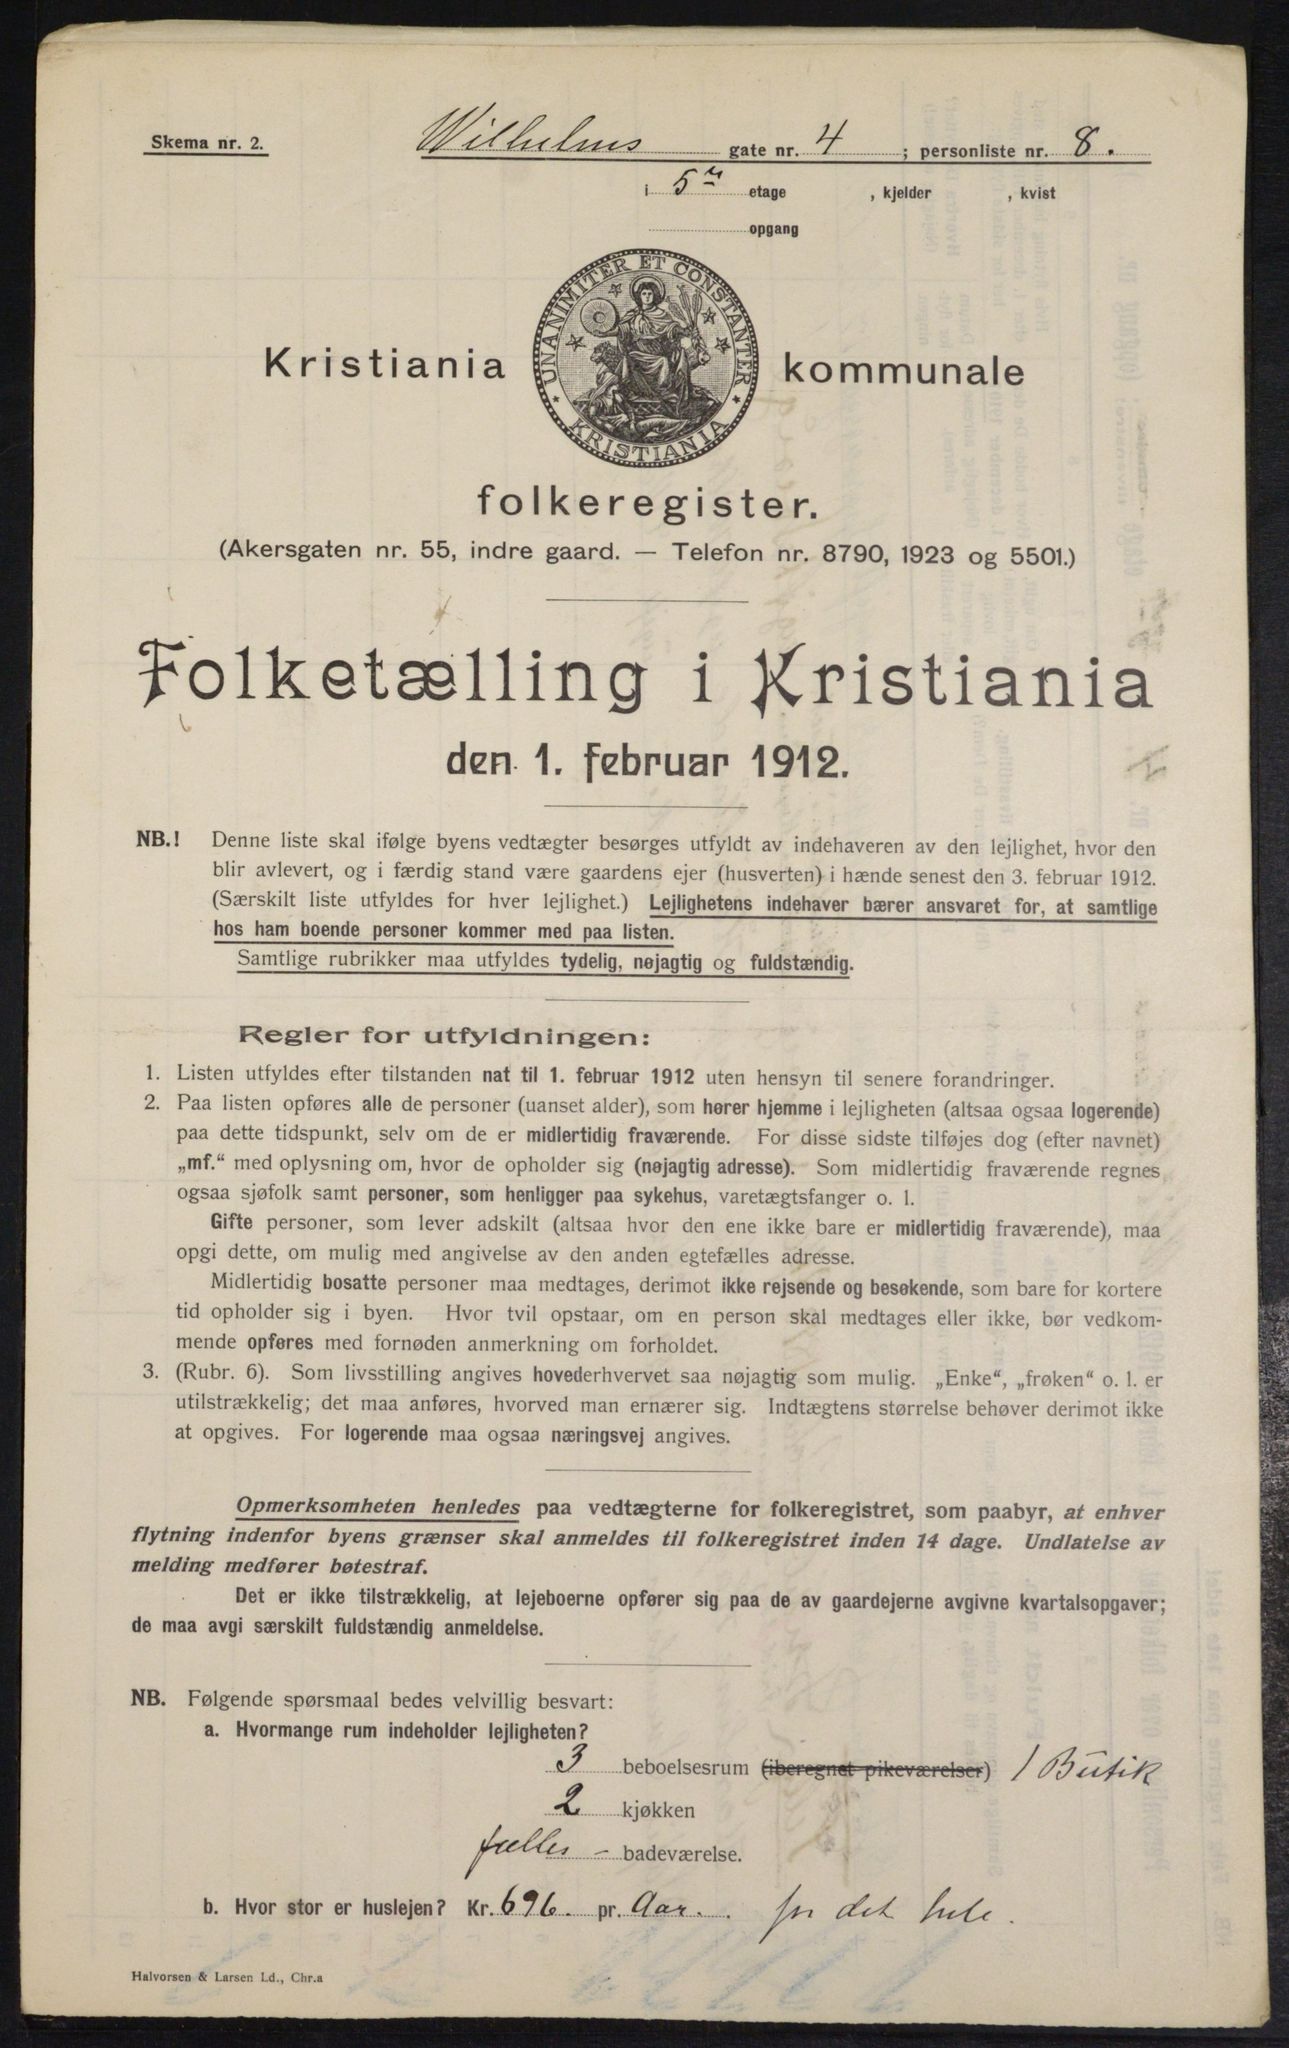 Skema nr. 2.
Wilhelms gate nr. 4 ; personliste nr. 8.
i 5te etage , kjelder , kvist
opgang
UNANIMITER ET CONSTANTER
KRISTIANIA
Kristiania kommunale
folkeregister.
(Akersgaten nr. 55, indre gaard. — Telefon nr. 8790, 1923 og 5501.)
Folketælling i Kristiania
den 1. februar 1912.
NB.! Denne liste skal ifølge byens vedtægter besørges utfyldt av indehaveren av den lejlighet, hvor den
blir avlevert, og i færdig stand være gaardens ejer (husverten) i hænde senest den 3. februar 1912.
(Særskilt liste utfyldes for hver lejlighet.) Lejlighetens indehaver bærer ansvaret for, at samtlige
hos ham boende personer kommer med paa listen.
Samtlige rubrikker maa utfyldes tydelig, nøjagtig og fuldstændig.
Regler for utfyldningen:
1. Listen utfyldes efter tilstanden nat til 1. februar 1912 uten hensyn til senere forandringer.
2. Paa listen opføres alle de personer (uanset alder), som hører hjemme i lejligheten (altsaa ogsaa logerende)
paa dette tidspunkt, selv om de er midlertidig fraværende. For disse sidste tilføjes dog (efter navnet)
„mf.“ med oplysning om, hvor de opholder sig (nøjagtig adresse). Som midlertidig fraværende regnes
ogsaa sjøfolk samt personer, som henligger paa sykehus, varetægtsfanger o. l.
Gifte personer, som lever adskilt (altsaa hvor den ene ikke bare er midlertidig fraværende), maa
opgi dette, om mulig med angivelse av den anden egtefælles adresse.
Midlertidig bosatte personer maa medtages, derimot ikke rejsende og besøkende, som bare for kortere
tid opholder sig i byen. Hvor tvil opstaar, om en person skal medtages eller ikke, bør vedkom-
mende opføres med fornøden anmerkning om forholdet.
3. (Rubr. 6). Som livsstilling angives hovederhvervet saa nøjagtig som mulig. „Enke“, „frøken“ o. l. er
utilstrækkelig; det maa anføres, hvorved man ernærer sig. Indtægtens størrelse behøver derimot ikke
at opgives. For logerende maa ogsaa næringsvej angives.
Opmerksomheten henledes paa vedtægterne for folkeregistret, som paabyr, at enhver
flytning indenfor byens grænser skal anmeldes til folkeregistret inden 14 dage. Undlatelse av
melding medfører bøtestraf.
Det er ikke tilstrækkelig, at lejeboerne opfører sig paa de av gaardejerne avgivne kvartalsopgaver;
de maa avgi særskilt fuldstændig anmeldelse.
NB. Følgende spørsmaal bedes velvillig besvart:
a. Hvormange rum indeholder lejligheten?
3 beboelsesrum (iberegnet pikeværelser) 1 Butik
2 kjøkken
fælles – badeværelse.
b. Hvor stor er huslejen? Kr. 696. pr. Aar. for det hele.
Halvorsen & Larsen Ld., Chr.a